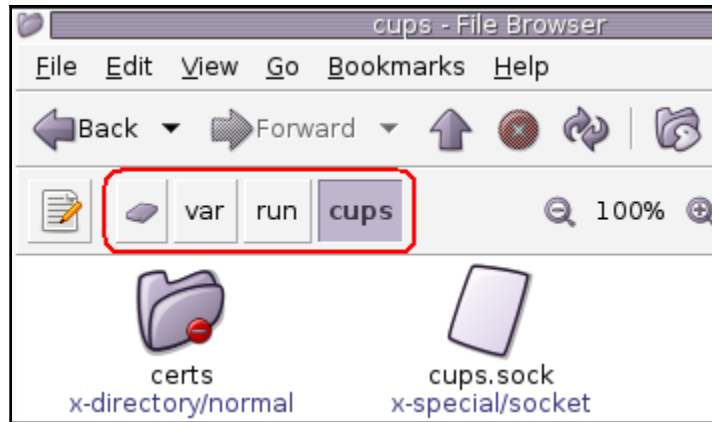 cups - File Browser
File Edit View Go Bookmarks Help
Back Forward
var run cups 100%
certs cups.sock
x-directory/normal x-special/socket